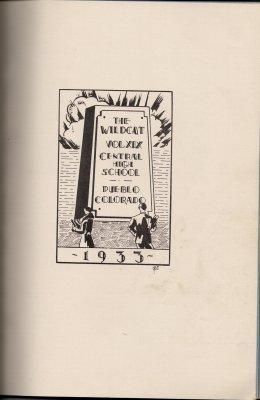 THE
WILDCAT
VOL XIX
CENTRAL
HIGH
SCHOOL
PUEBLO
COLORADO
~1933~